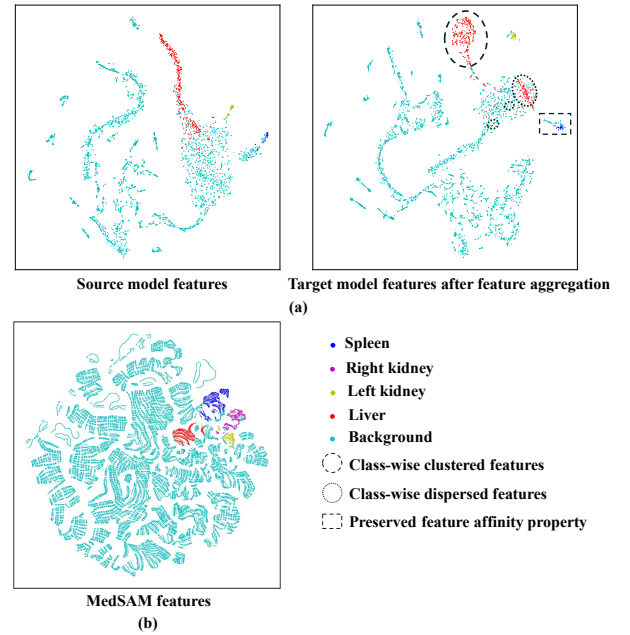 Source model features
Target model features after feature aggregation
(a)
Spleen
Right kidney
Left kidney
Liver
Background
Class-wise clustered features
Class-wise dispersed features
Preserved feature affinity property
MedSAM features
(b)